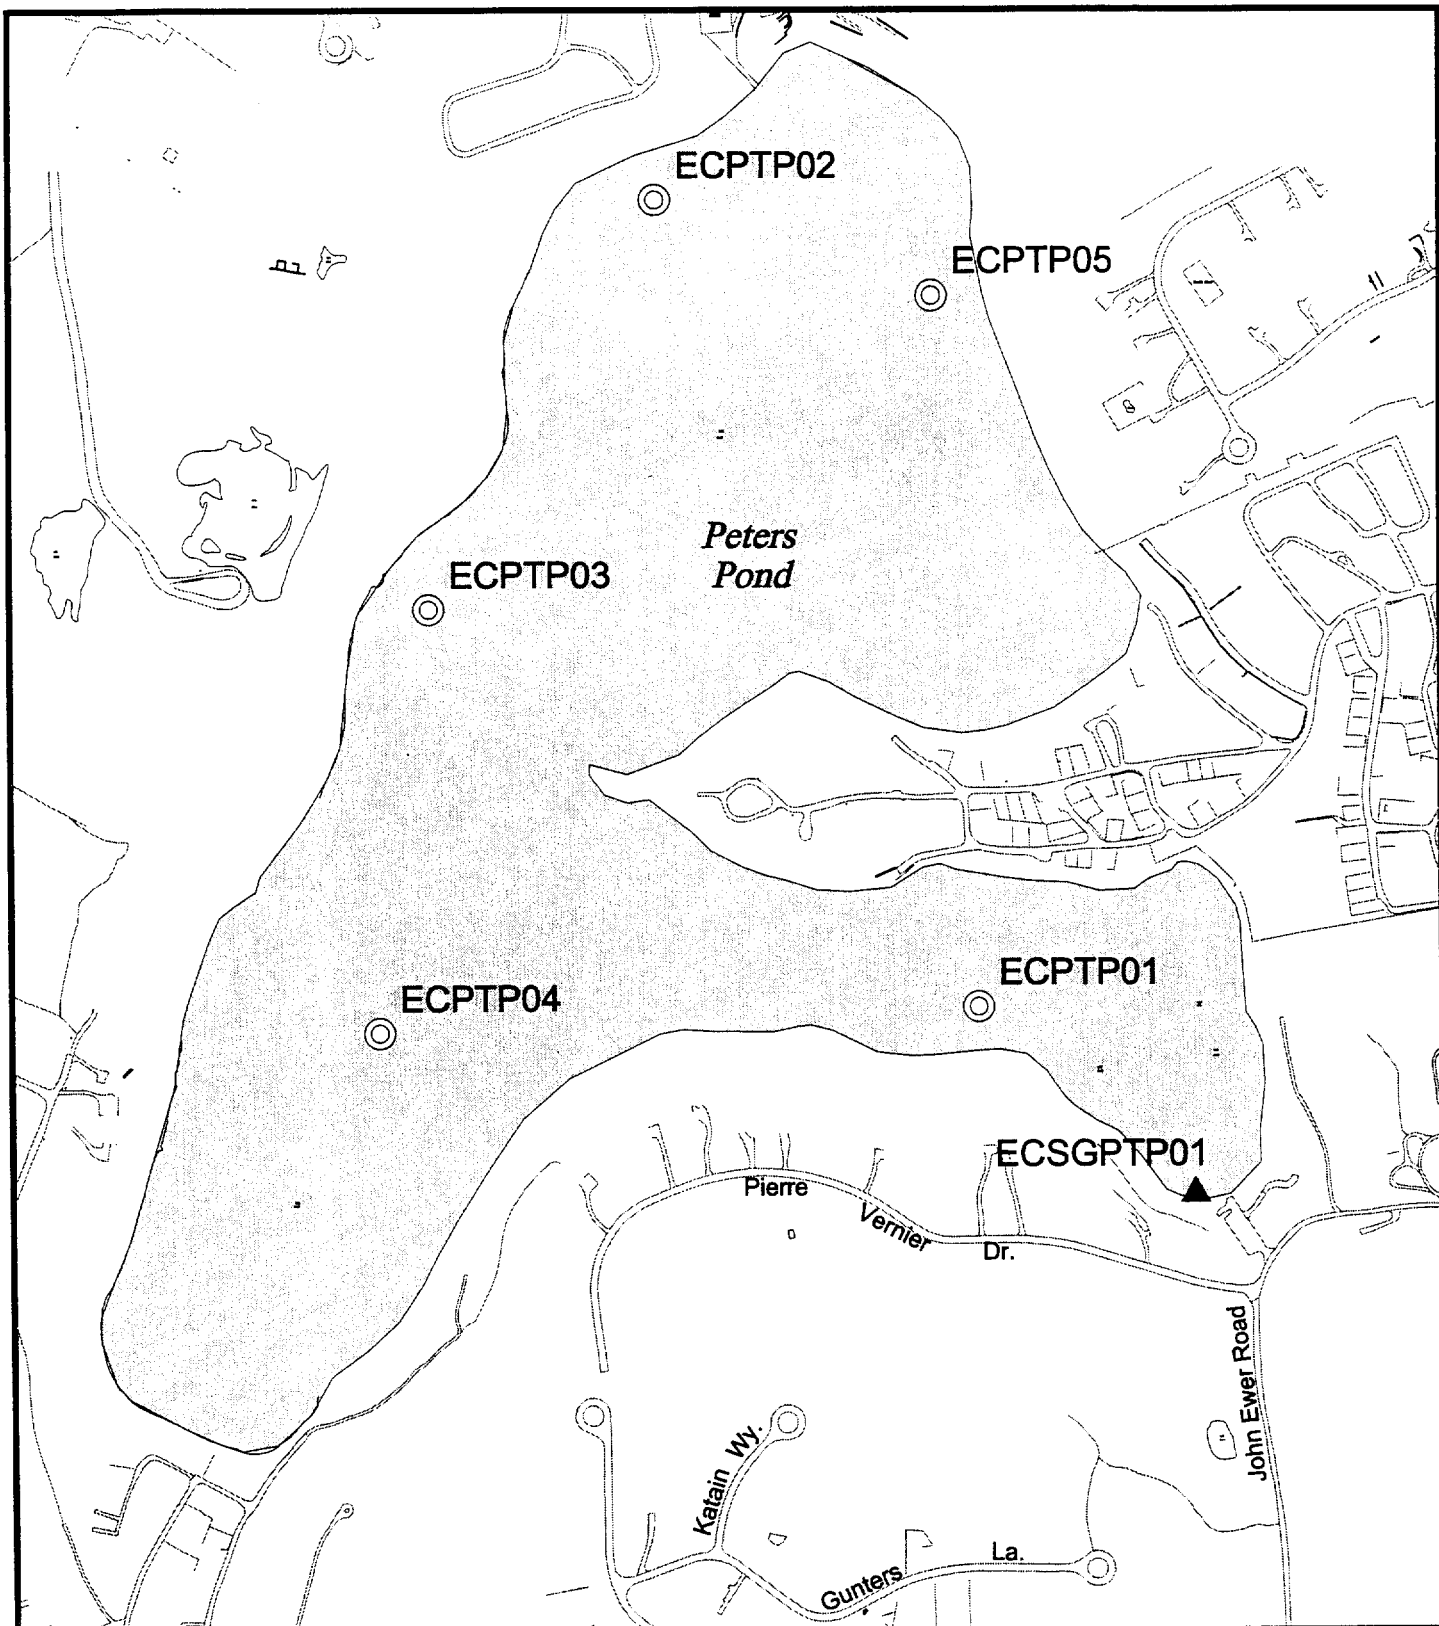 ECPTP02
ECPTP05
Peters
Pond
ECPTP03
ECPTP01
ECPTP04
ECSGPTP01
Pierre
Vernier
Dr.
John Ewer Road
Katain Wy.
La.
Gunters